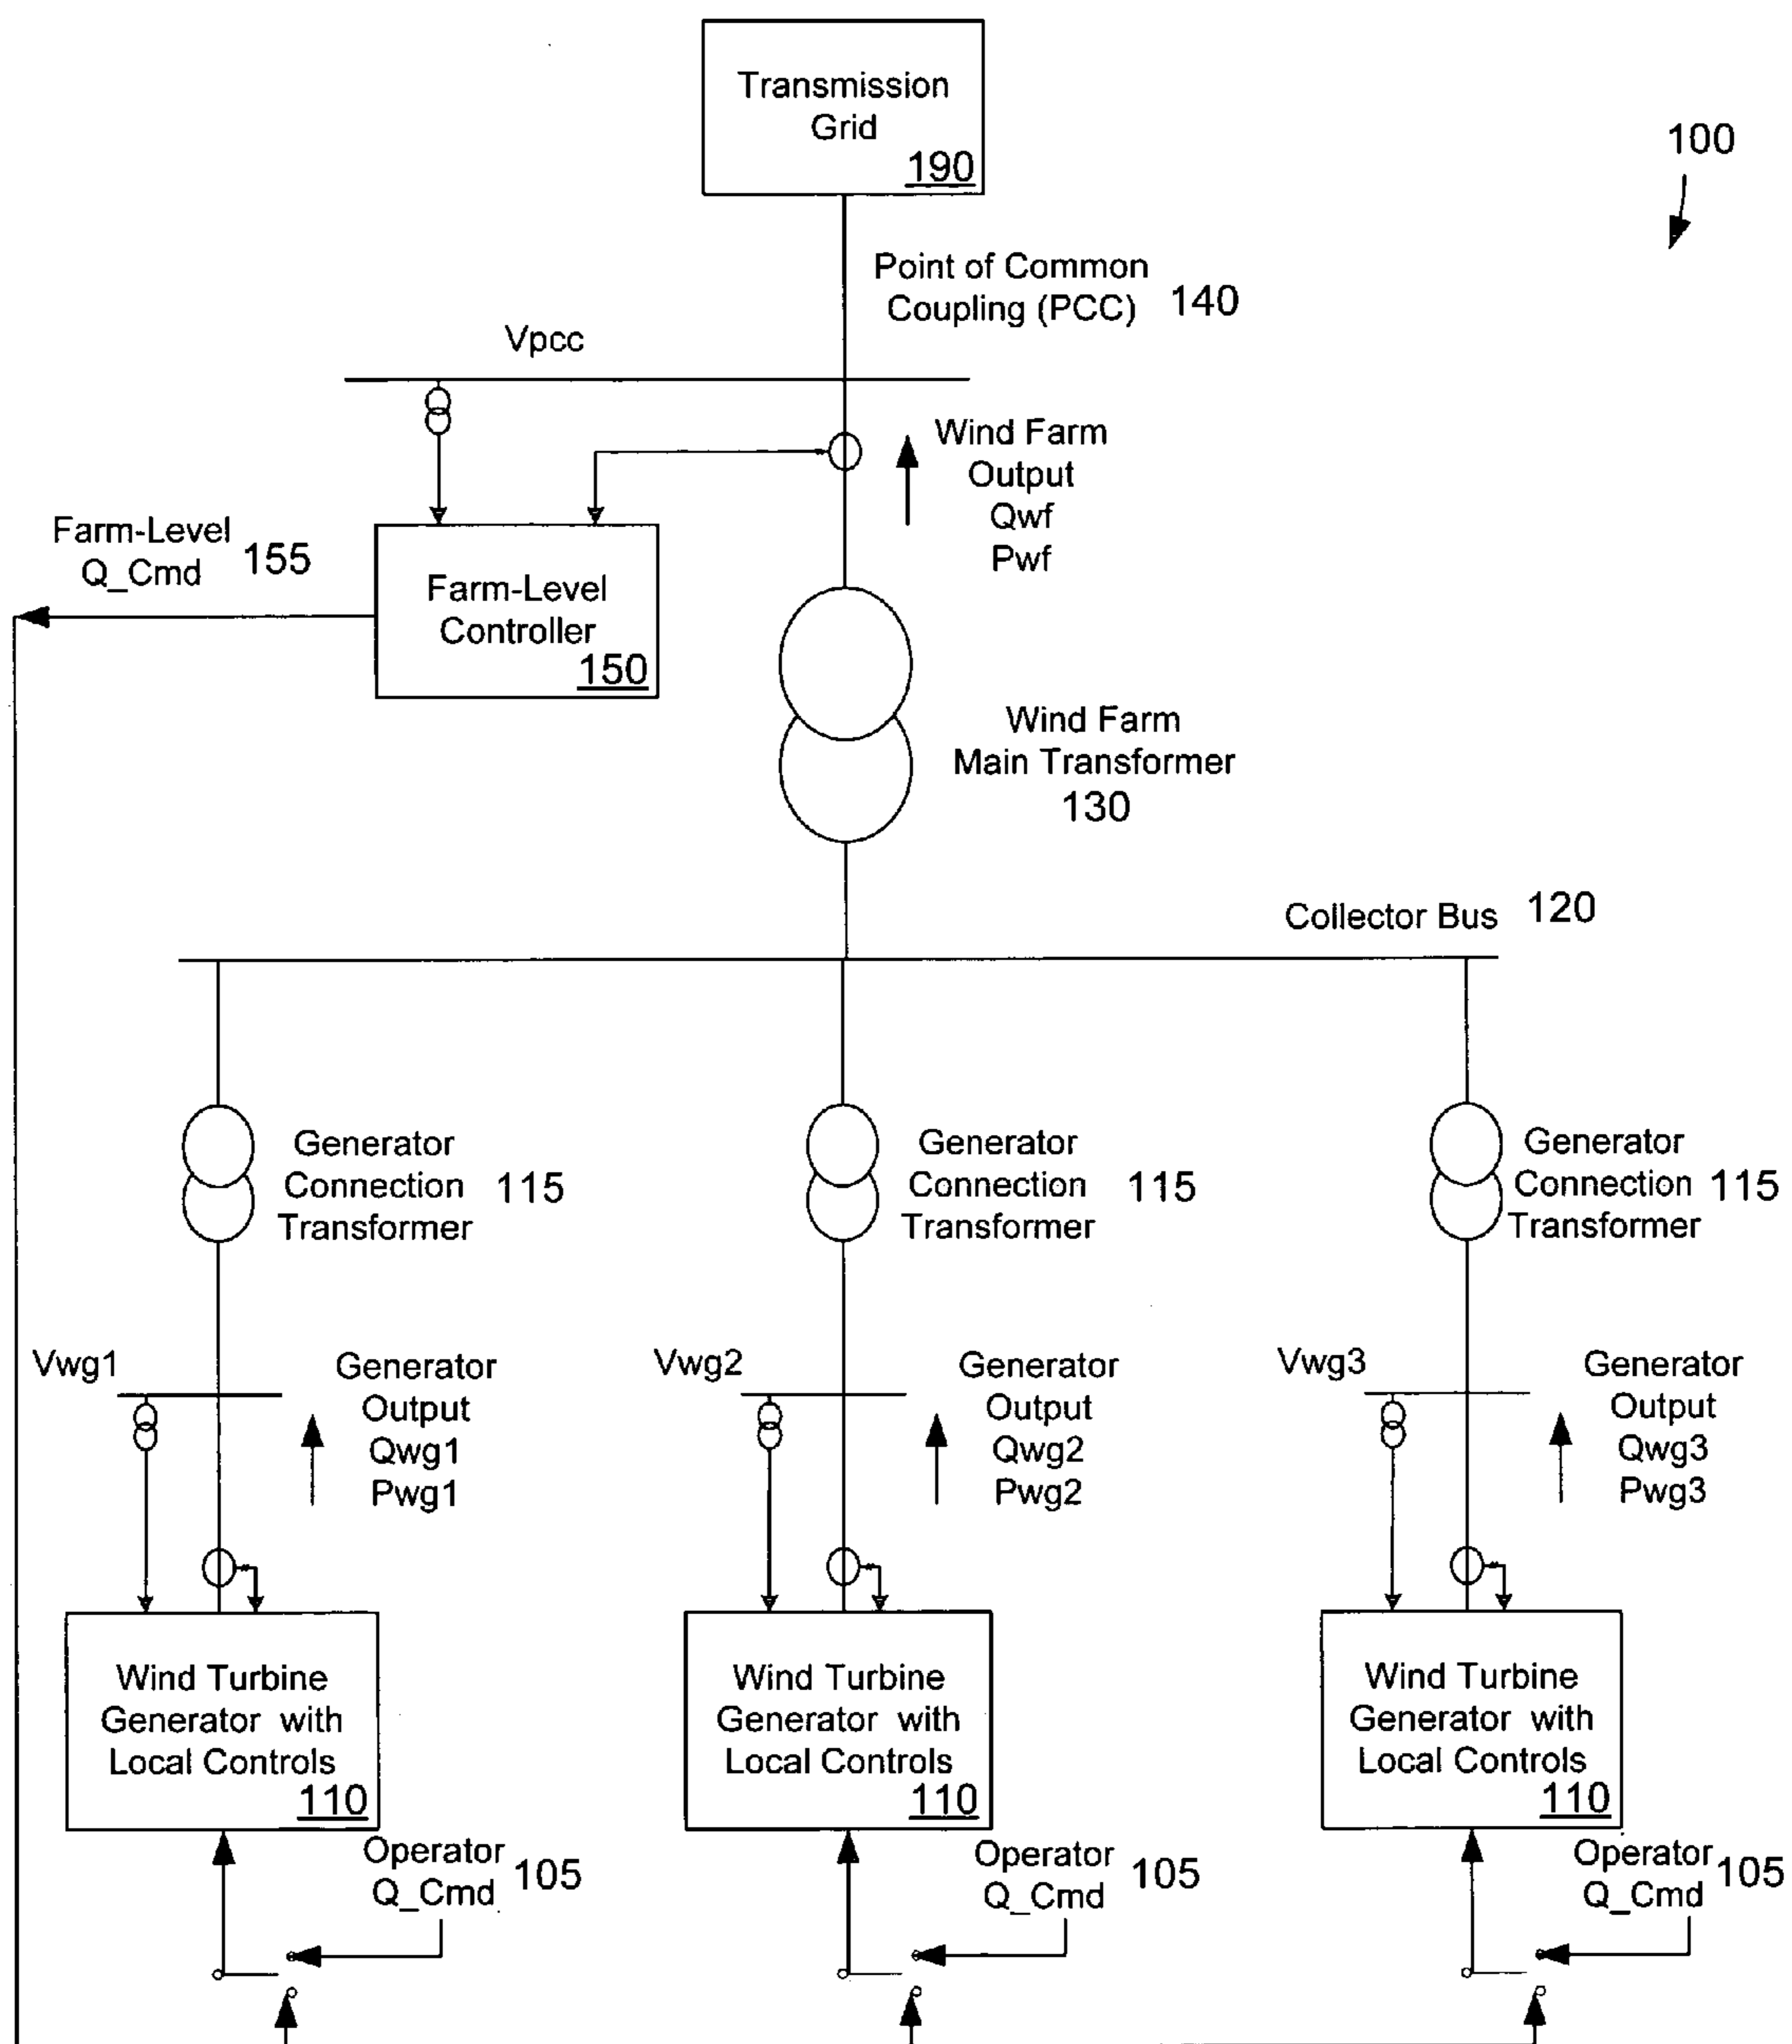 Transmission
Grid
190
100
Point of Common
Coupling (PCC) 140
Vpcc
Wind Farm
Output
Qwf
Pwf
Farm-Level
Q_Cmd 155
Farm-Level
Controller
150
Wind Farm
Main Transformer
130
Collector Bus 120
Generator
Connection 115
Transformer
Generator
Connection 115
Transformer
Generator
Connection 115
Transformer
Vwg1
Generator
Output
Qwg1
Pwg1
Vwg2
Generator
Output
Qwg2
Pwg2
Vwg3
Generator
Output
Qwg3
Pwg3
Wind Turbine
Generator with
Local Controls
110
Wind Turbine
Generator with
Local Controls
110
Wind Turbine
Generator with
Local Controls
110
Operator 105
Q_Cmd
Operator 105
Q_Cmd
Operator 105
Q_Cmd